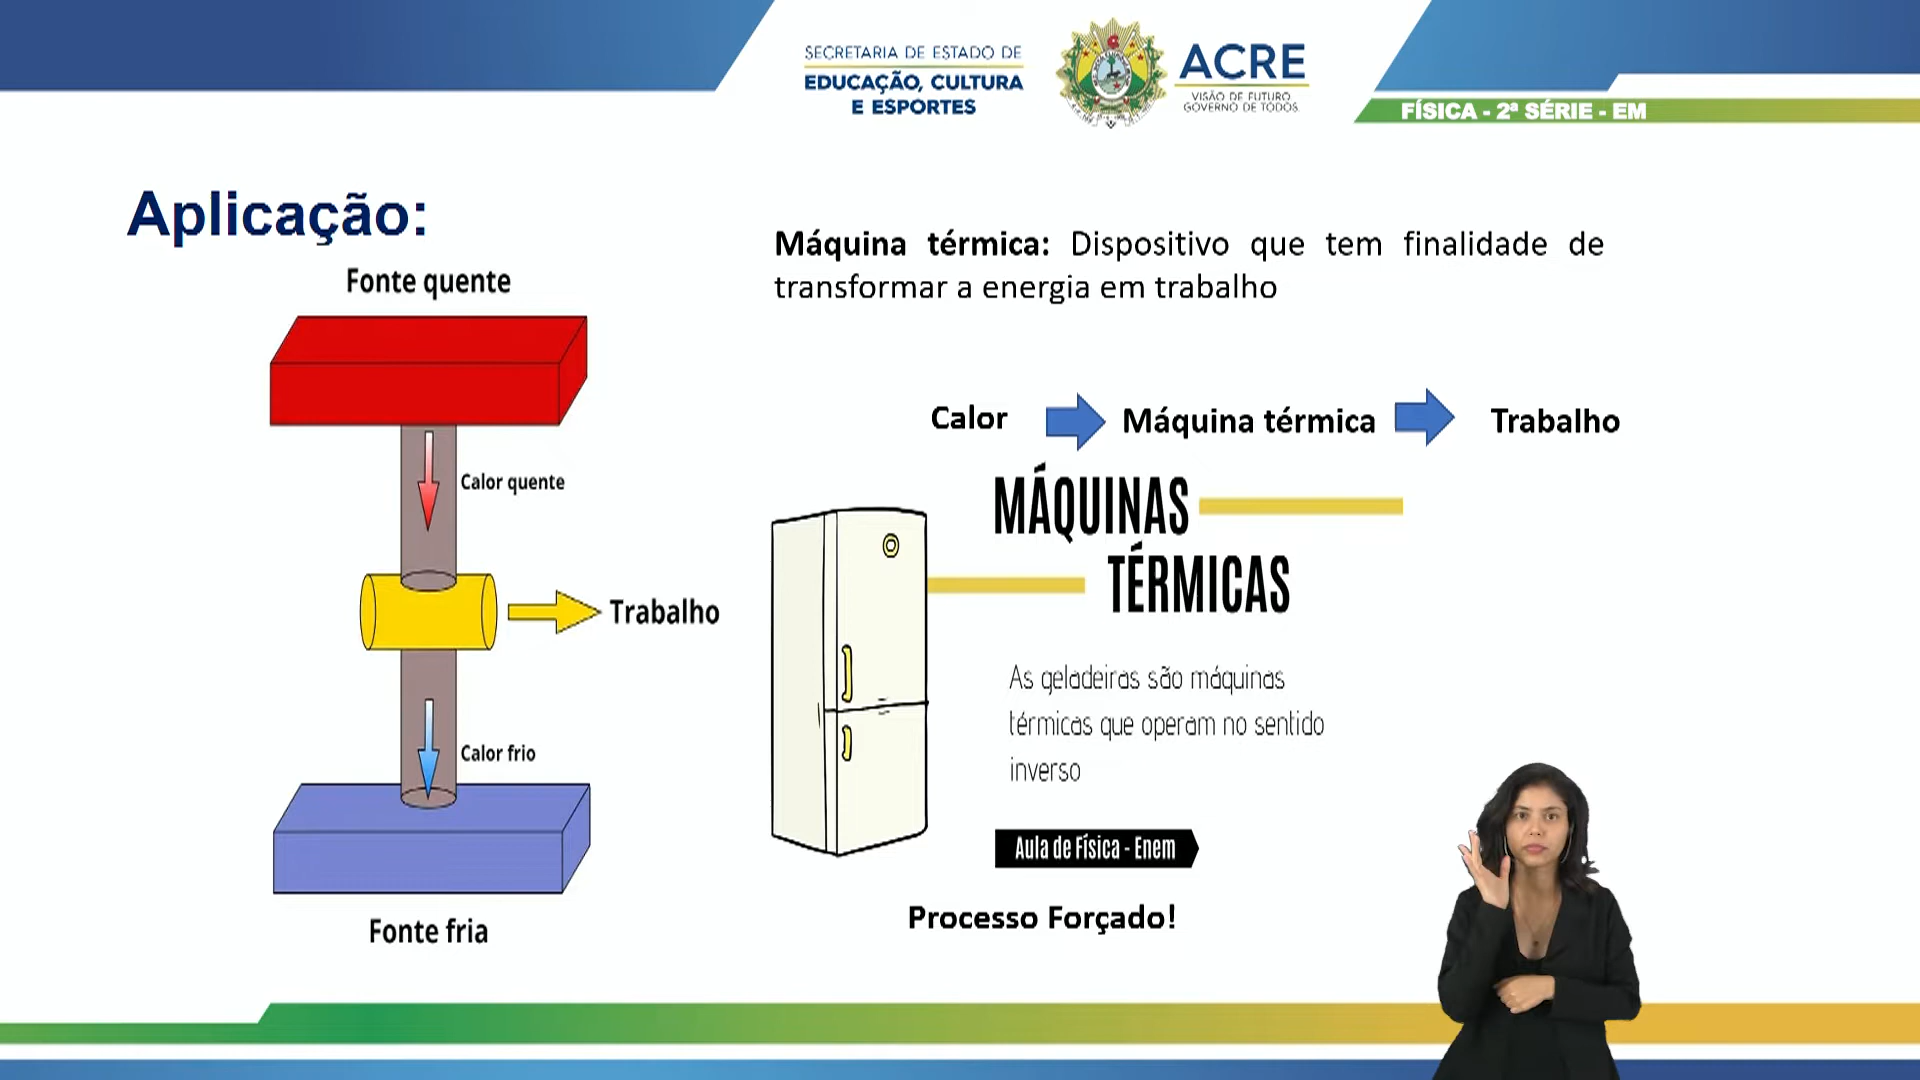 SECRETARIA DE ESTADO DE
EDUCAÇÃO, CULTURA
E ESPORTES
ACRE
VISÃO DE FUTURO
GOVERNO DE TODOS
FÍSICA - 2ª SÉRIE - EM
Aplicação:
Fonte quente
Calor quente
Trabalho
Calor frio
Fonte fria
Máquina térmica: Dispositivo que tem finalidade de
transformar a energia em trabalho
Calor Máquina térmica Trabalho
MÁQUINAS
TÉRMICAS
As geladeiras são máquinas
térmicas que operam no sentido
inverso
Aula de Física - Enem
Processo Forçado!